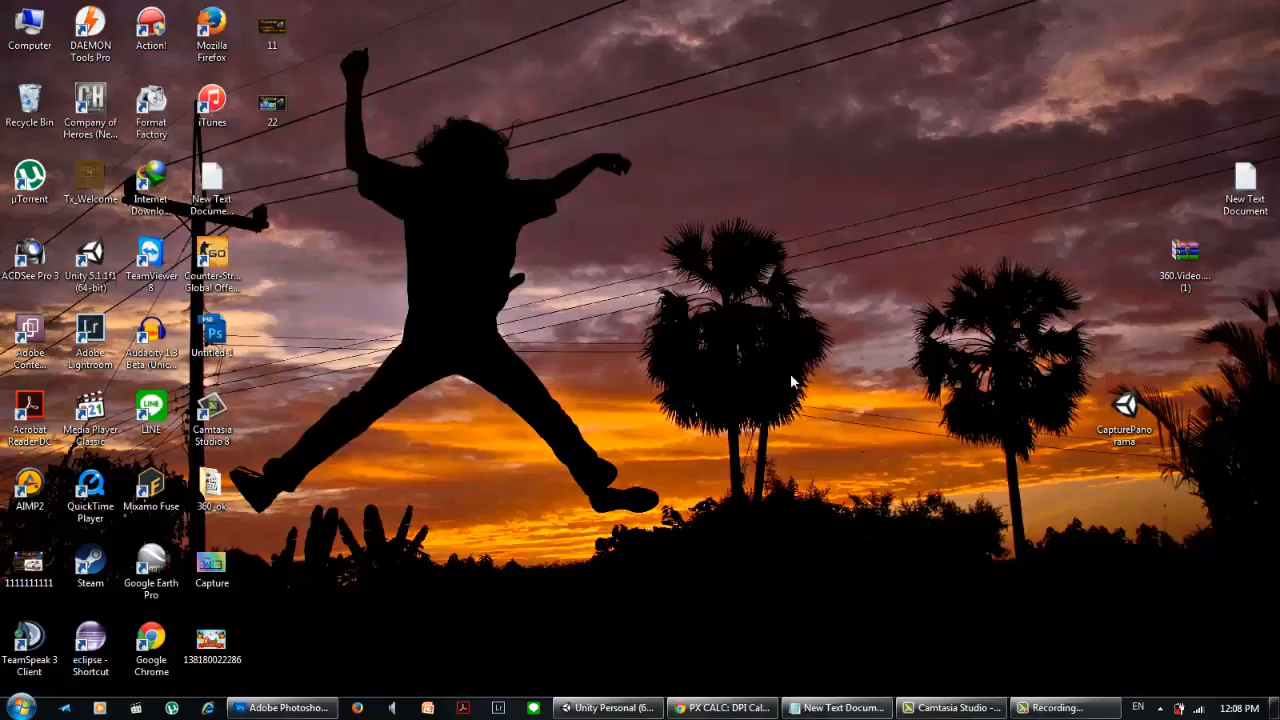 Computer
DAEMON
Tools Pro
Action!
Mozilla
Firefox
11
Recycle Bin
Company of
Heroes (Ne...
Format
Factory
iTunes
22
µTorrent
Tx_Welcome
Internet
Downlo...
New Text
Docume...
New Text
Document
ACDSee Pro 3
Unity 5.1.1f1
(64-bit)
TeamViewer
8
Counter-Str...
Global Offe...
360.Video....
(1)
Adobe
Conte...
Adobe
Lightroom
Audacity 1.3
Beta (Unic...
Untitled-1
Acrobat
Reader DC
Media Player
Classic
LINE
Camtasia
Studio 8
CapturePano
rama
AIMP2
QuickTime
Player
Mixamo Fuse
360_ok
1111111111
Steam
Google Earth
Pro
Capture
TeamSpeak 3
Client
eclipse -
Shortcut
Google
Chrome
138180022286
Adobe Photosho...
Unity Personal (6...
PX CALC: DPI Cal...
New Text Docum...
Camtasia Studio -...
Recording...
EN
12:08 PM